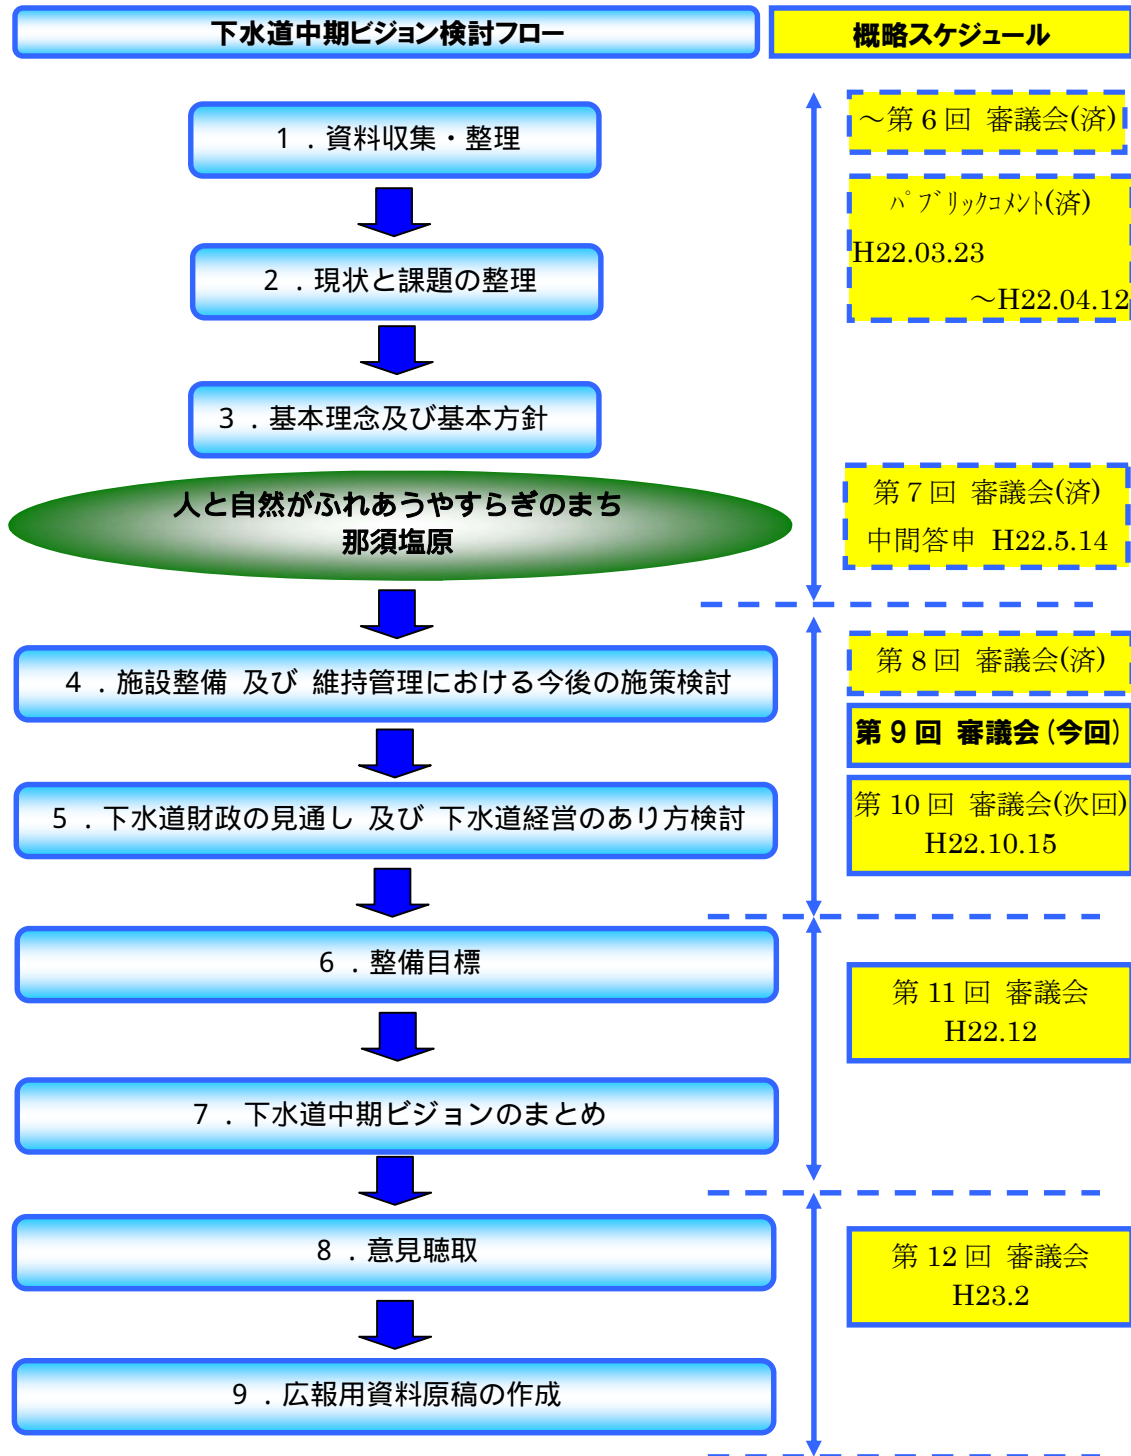 下水道中期ビジョン検討フロー
概略スケジュール
1．資料収集・整理
2．現状と課題の整理
3．基本理念及び基本方針
人と自然がふれあうやすらぎのまち
那須塩原
4．施設整備 及び 維持管理における今後の施策検討
5．下水道財政の見通し 及び 下水道経営のあり方検討
6．整備目標
7．下水道中期ビジョンのまとめ
8．意見聴取
9．広報用資料原稿の作成
～第6回 審議会(済)
ﾊﾟﾌﾞﾘｯｸｺﾒﾝﾄ(済)
H22.03.23
～H22.04.12
第7回 審議会(済)
中間答申 H22.5.14
第8回 審議会(済)
第9回 審議会(今回)
第10回 審議会(次回)
H22.10.15
第11回 審議会
H22.12
第12回 審議会
H23.2